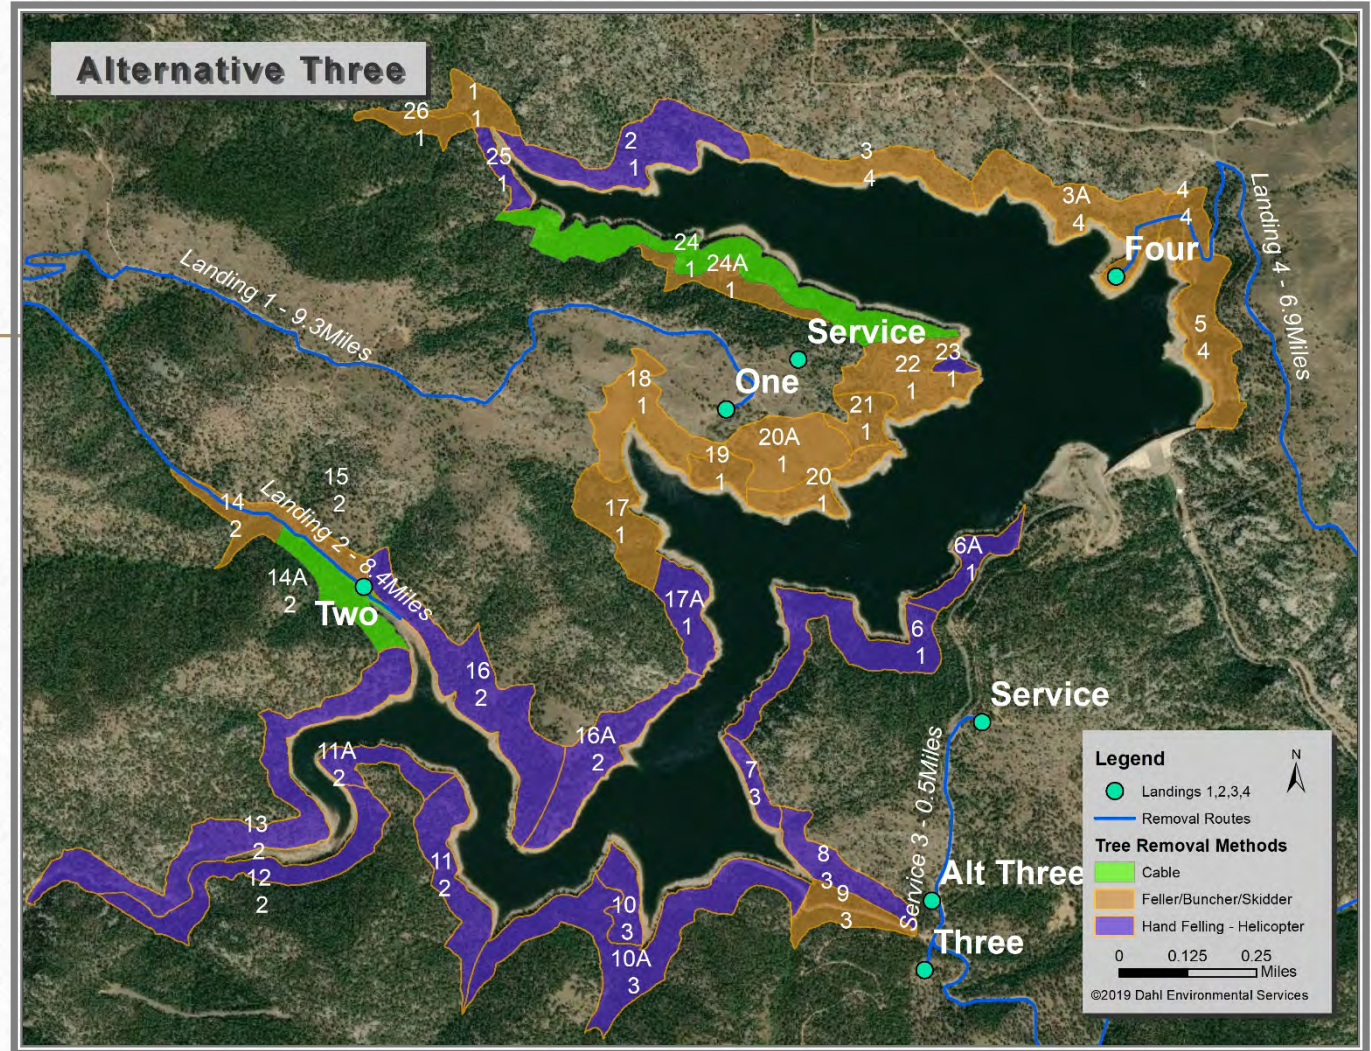 Alternative Three
1
1
26
1
25
1
2
1
3
4
3A
4
4
4
Four
5
4
Landing 4 - 6.9Miles
24
1
24A
1
Landing 1 - 9.3Miles
Service
One
23
1
22
1
21
1
18
1
20A
1
19
1
20
1
17
1
15
2
14
2
Landing 2 - 8.4Miles
14A
2
Two
17A
1
6A
1
6
1
16
2
16A
2
11A
2
7
3
Service
Service 3 - 0.5Miles
13
2
12
2
11
2
8
3
9
3
10
3
10A
3
Alt Three
Three
Legend
N
Landings 1,2,3,4
Removal Routes
Tree Removal Methods
Cable
Feller/Buncher/Skidder
Hand Felling - Helicopter
0 0.125 0.25
Miles
©2019 Dahl Environmental Services